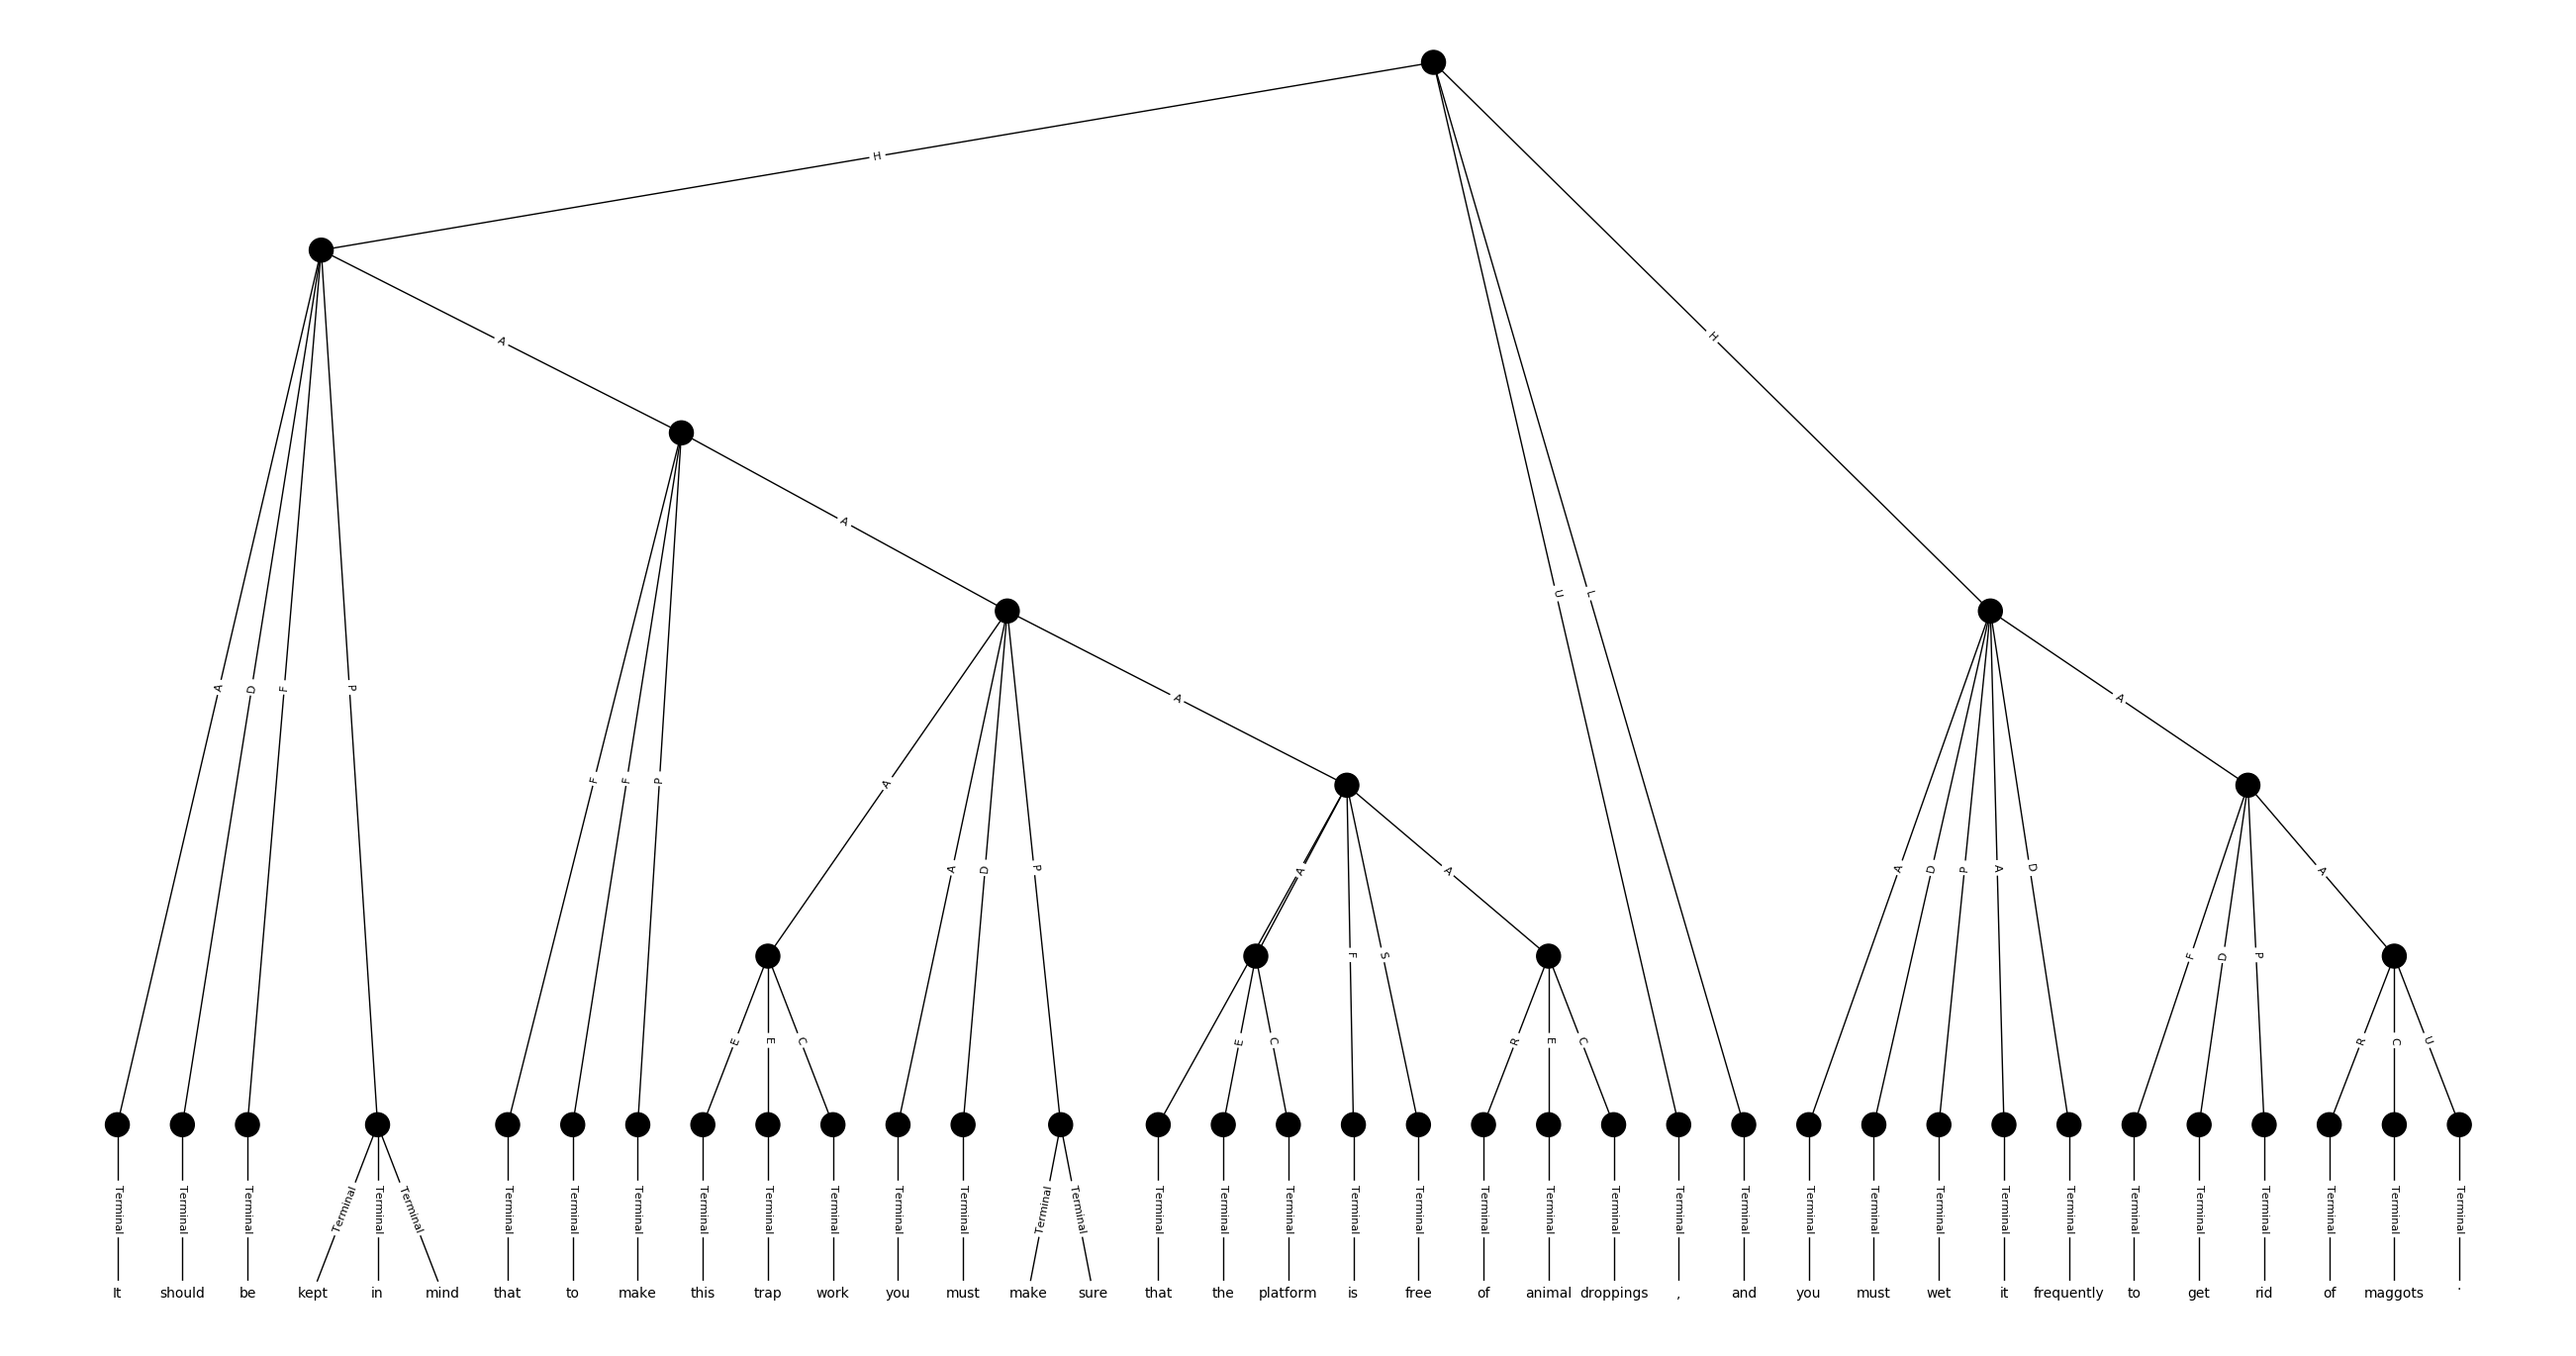 H
H
A
A
U
L
A
D
F
P
A
A
F
F
P
A
A
D
P
A
A
D
P
A
D
A
F
S
A
F
D
P
A
E
E
C
E
C
R
E
C
R
C
U
Terminal Terminal Terminal Terminal Terminal Terminal Terminal Terminal Terminal Terminal Terminal Terminal Terminal Terminal Terminal Terminal Terminal Terminal Terminal Terminal Terminal Terminal Terminal Terminal Terminal Terminal Terminal Terminal Terminal Terminal Terminal Terminal Terminal Terminal Terminal Terminal Terminal
It should be kept in mind that to make this trap work you must make sure that the platform is free of animal droppings , and you must wet it frequently to get rid of maggots .